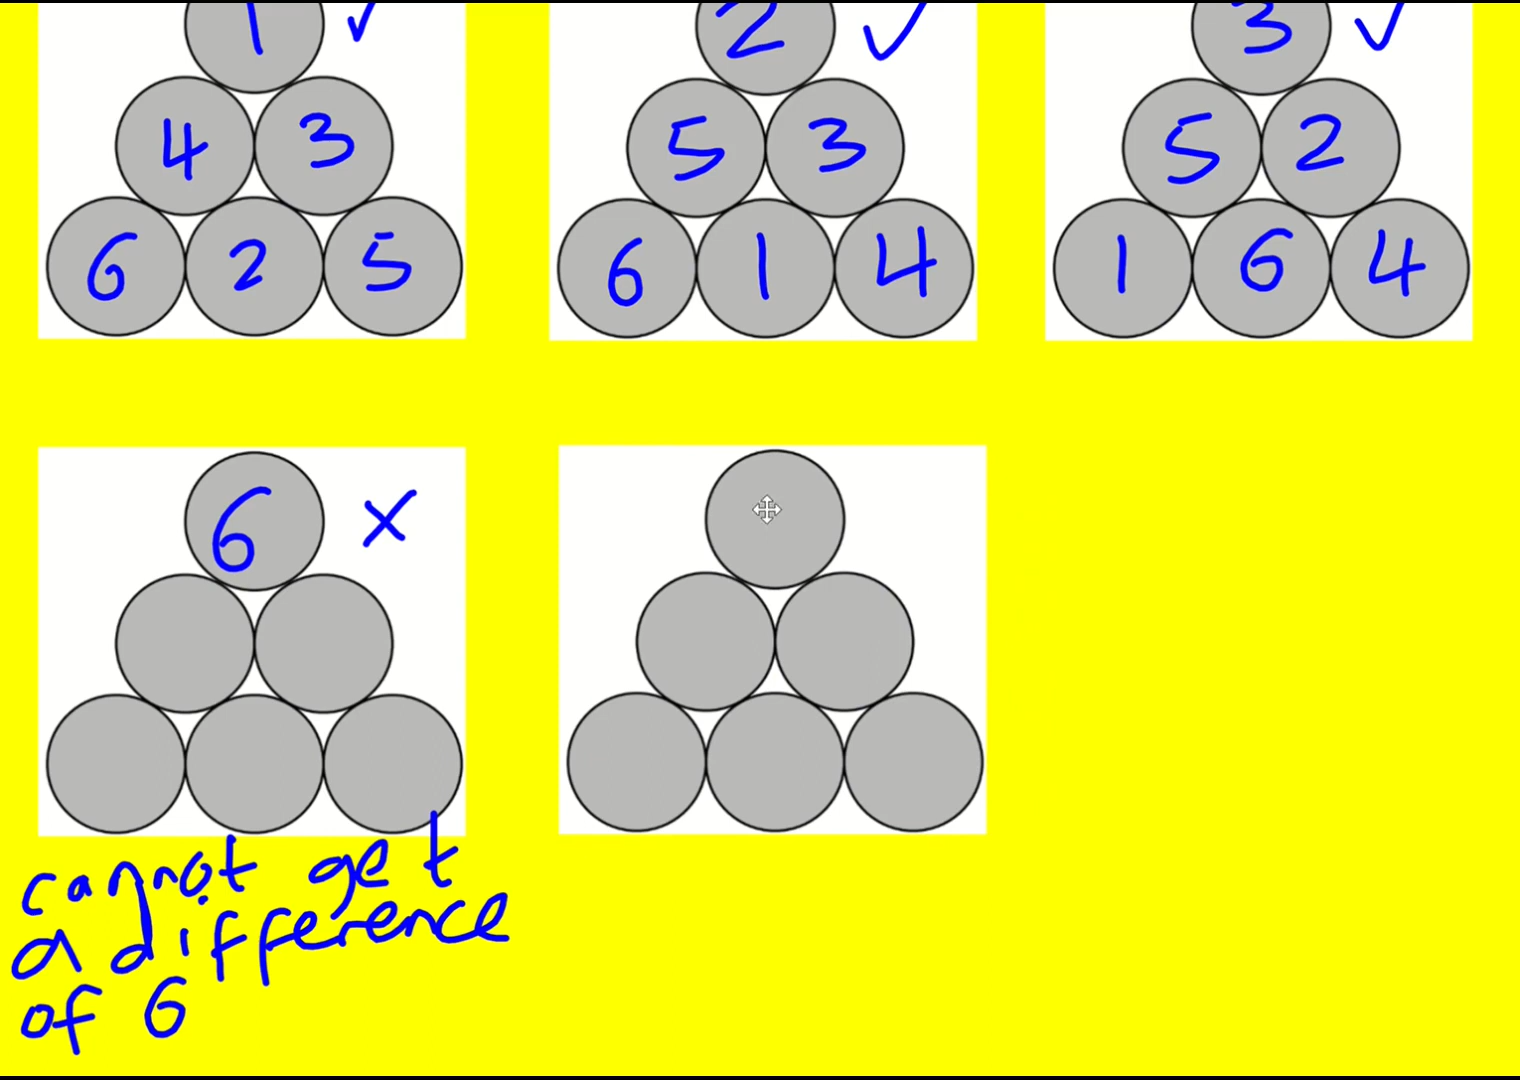 1 ✓ 2 ✓ 3 ✓
4 3 5 3 5 2
6 2 5 6 1 4 1 6 4
6 ×
cannot get
a difference
of 6